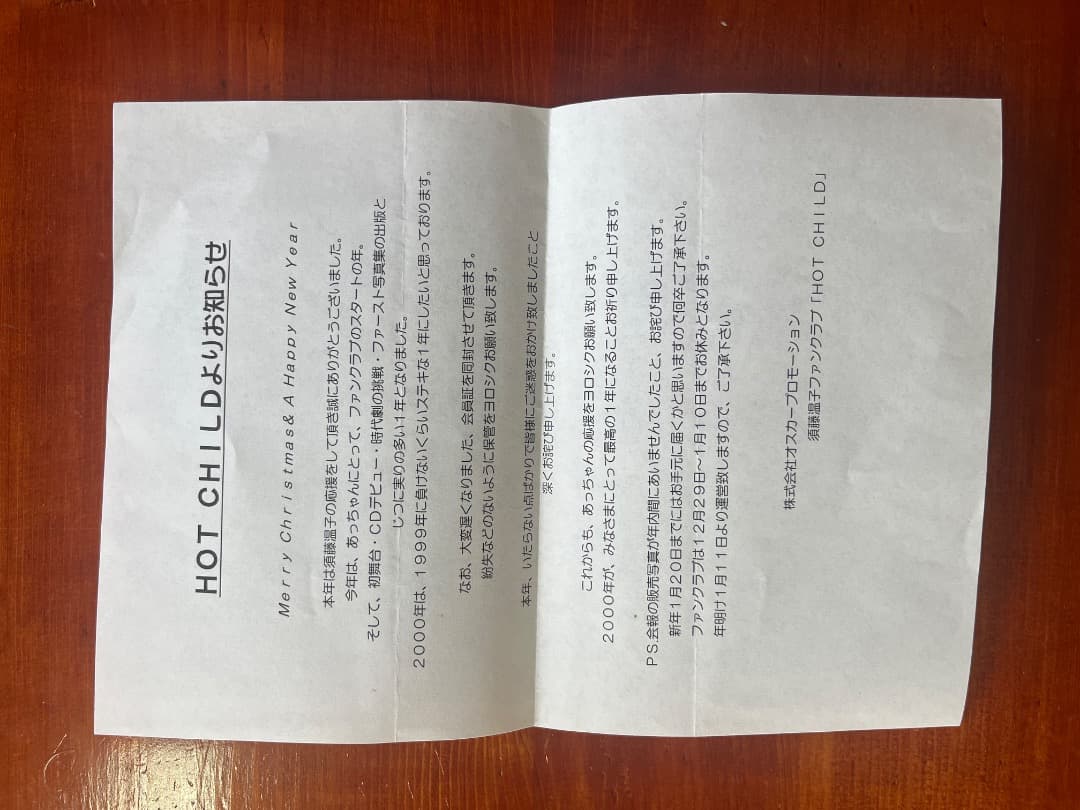 HOT CHILDよりお知らせ
Merry Christmas& A Happy New Year
本年は須藤温子の応援をして頂き誠にありがとうございました。
今年は、あっちゃんにとって、ファンクラブのスタートの年。
そして、初舞台・CDデビュー・時代劇の挑戦・ファースト写真集の出版と
じつに実りの多い1年となりました。
2000年は、1999年に負けないくらいステキな1年にしたいと思っております。
なお、大変遅くなりました、会員証を同封させて頂きます。
紛失などのないように保管をヨロシクお願い致します。
本年、いたらない点ばかりで皆様にご迷惑をおかけ致しましたこと
深くお詫び申し上げます。
これからも、あっちゃんの応援をヨロシクお願い致します。
2000年が、みなさまにとって最高の1年になることお祈り申し上げます。
PS.会報の販売写真が年内間にあいませんでしたこと、お詫び申し上げます。
新年1月20日までにはお手元に届くかと思いますので何卒ご了承下さい。
ファンクラブは12月29日～1月10日までお休みとなります。
年明け1月11日より運営致しますので、ご了承下さい。
株式会社オスカープロモーション
須藤温子ファンクラブ「HOT CHILD」